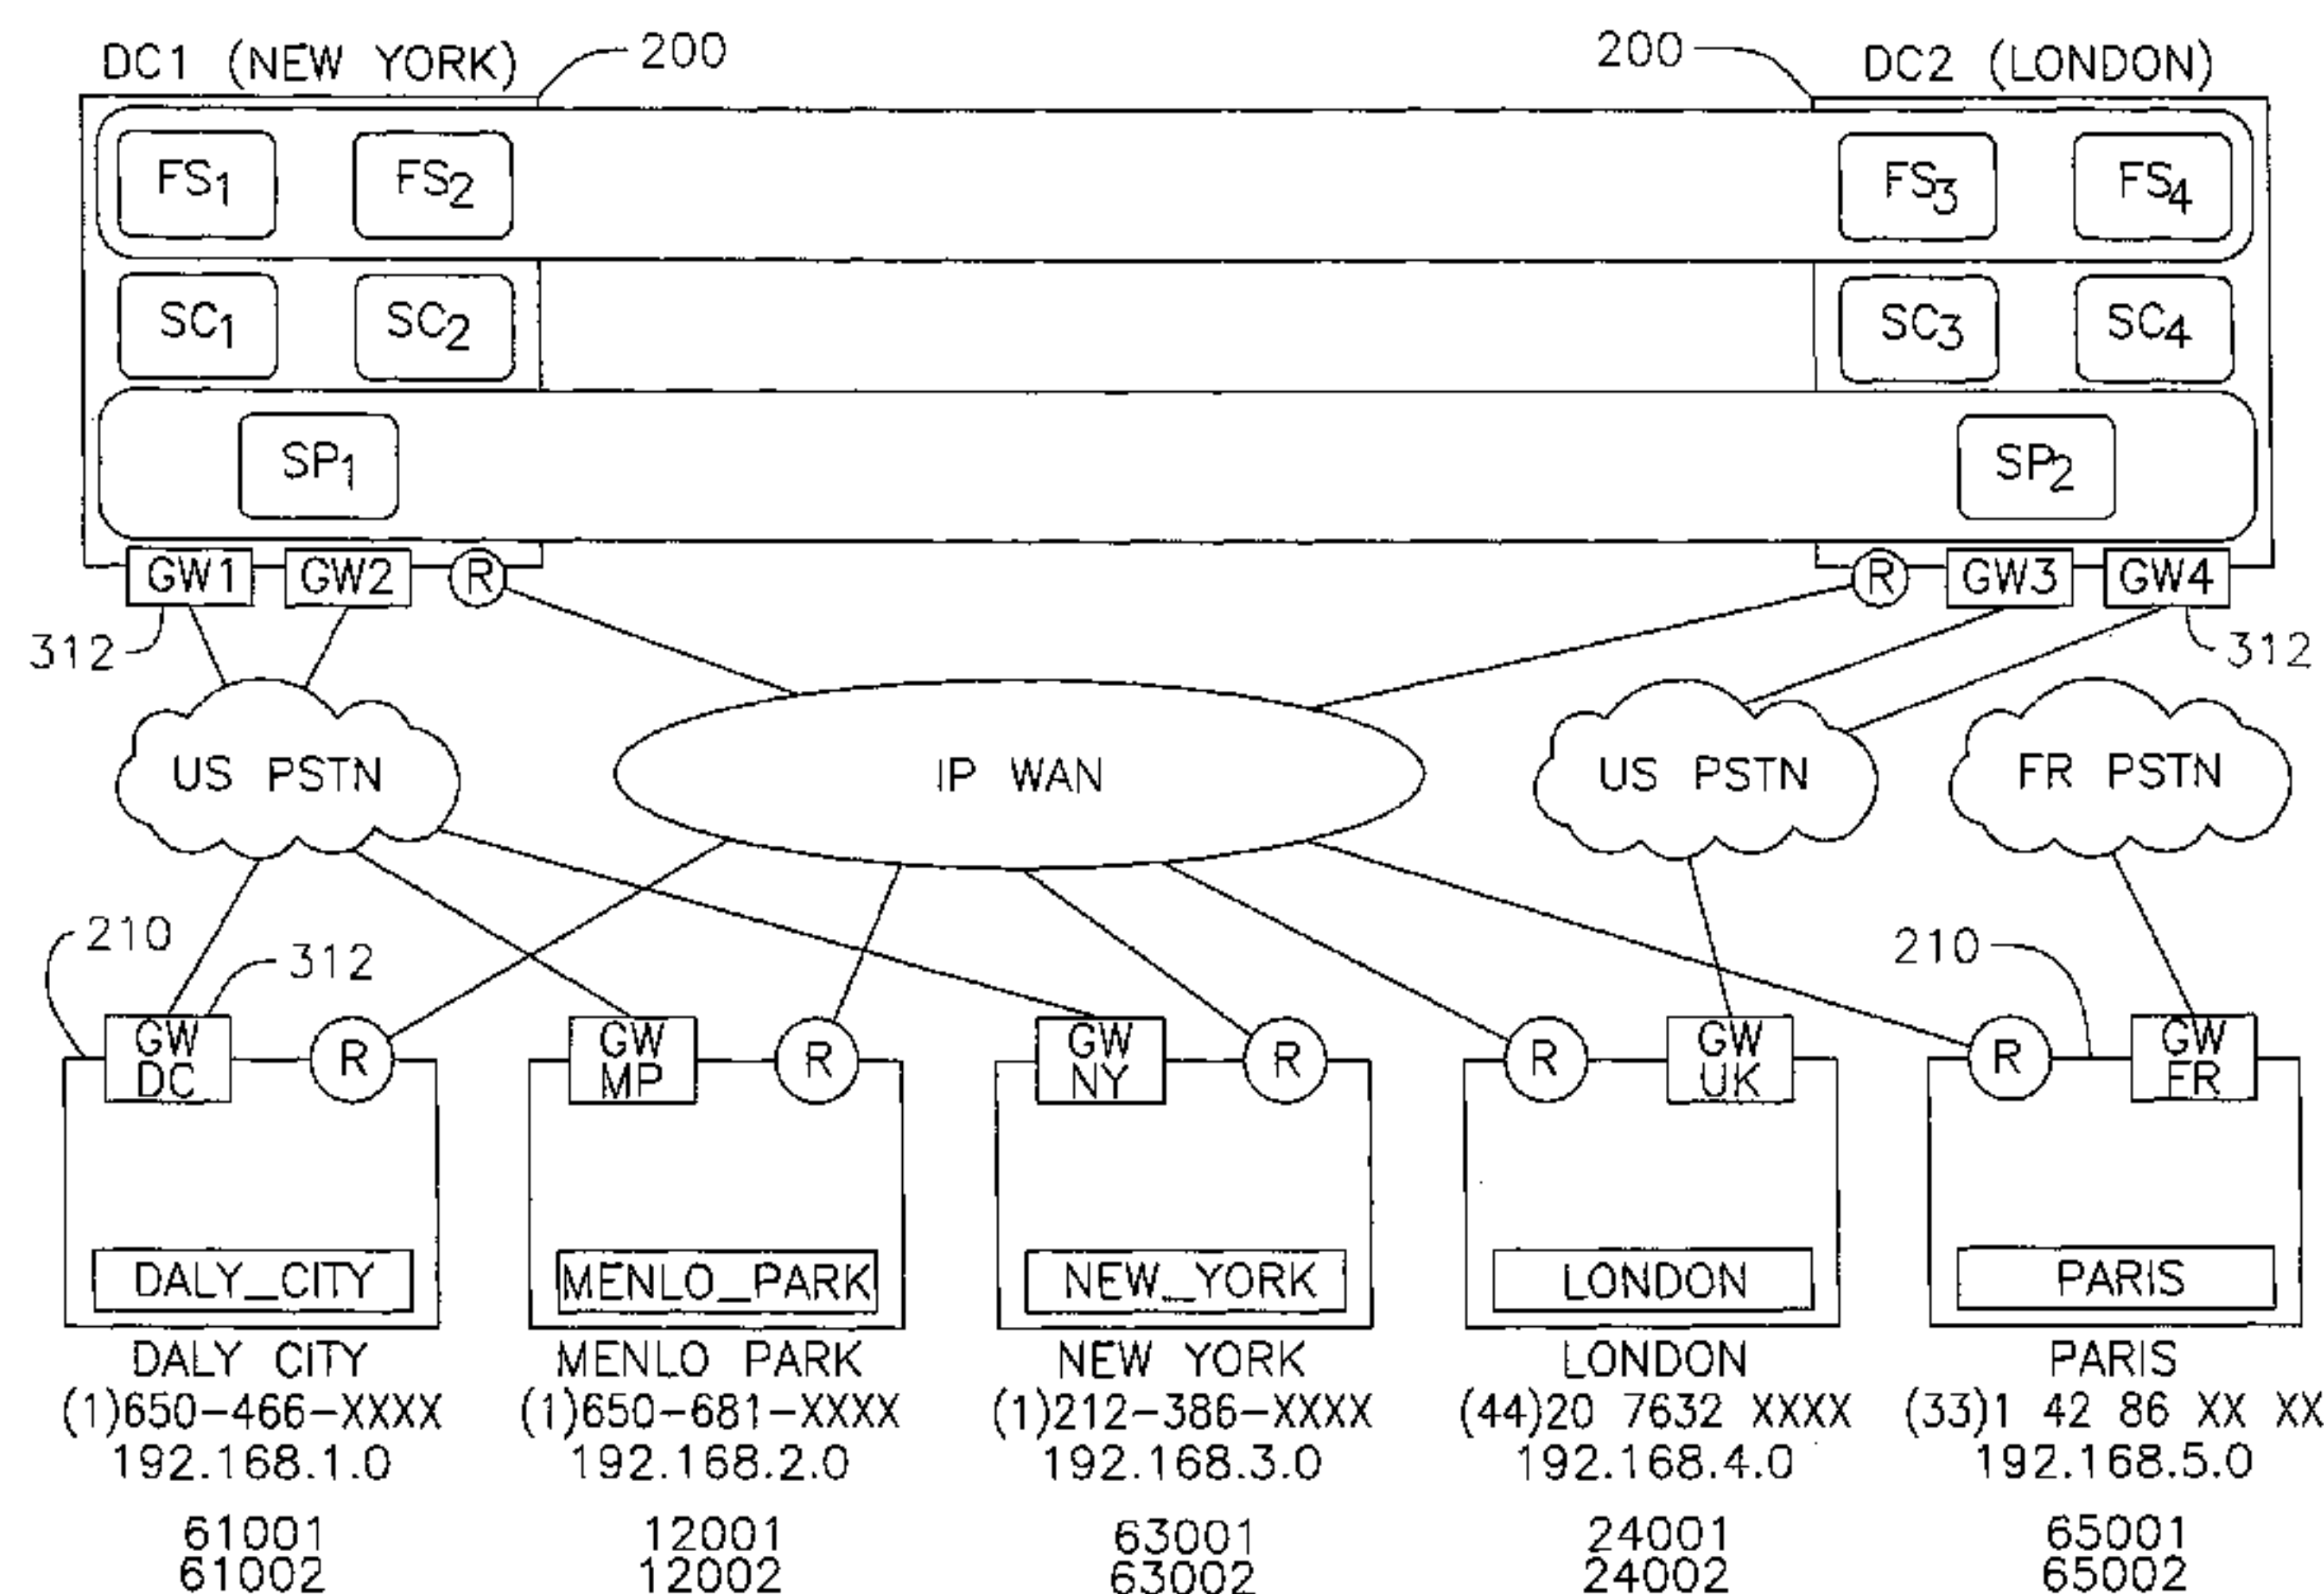 DC1 (NEW YORK) 200 200 DC2 (LONDON)
FS1 FS2 FS3 FS4
SC1 SC2 SC3 SC4
SP1 SP2
GW1 GW2 R R GW3 GW4
312 312
US PSTN IP WAN US PSTN FR PSTN
210 312 210
GW DC R GW MP R GW NY R R GW UK R GW FR
DALY_CITY MENLO_PARK NEW_YORK LONDON PARIS
DALY CITY MENLO PARK NEW YORK LONDON PARIS
(1)650-466-XXXX (1)650-681-XXXX (1)212-386-XXXX (44)20 7632 XXXX (33)1 42 86 XX XX
192.168.1.0 192.168.2.0 192.168.3.0 192.168.4.0 192.168.5.0
61001 12001 63001 24001 65001
61002 12002 63002 24002 65002